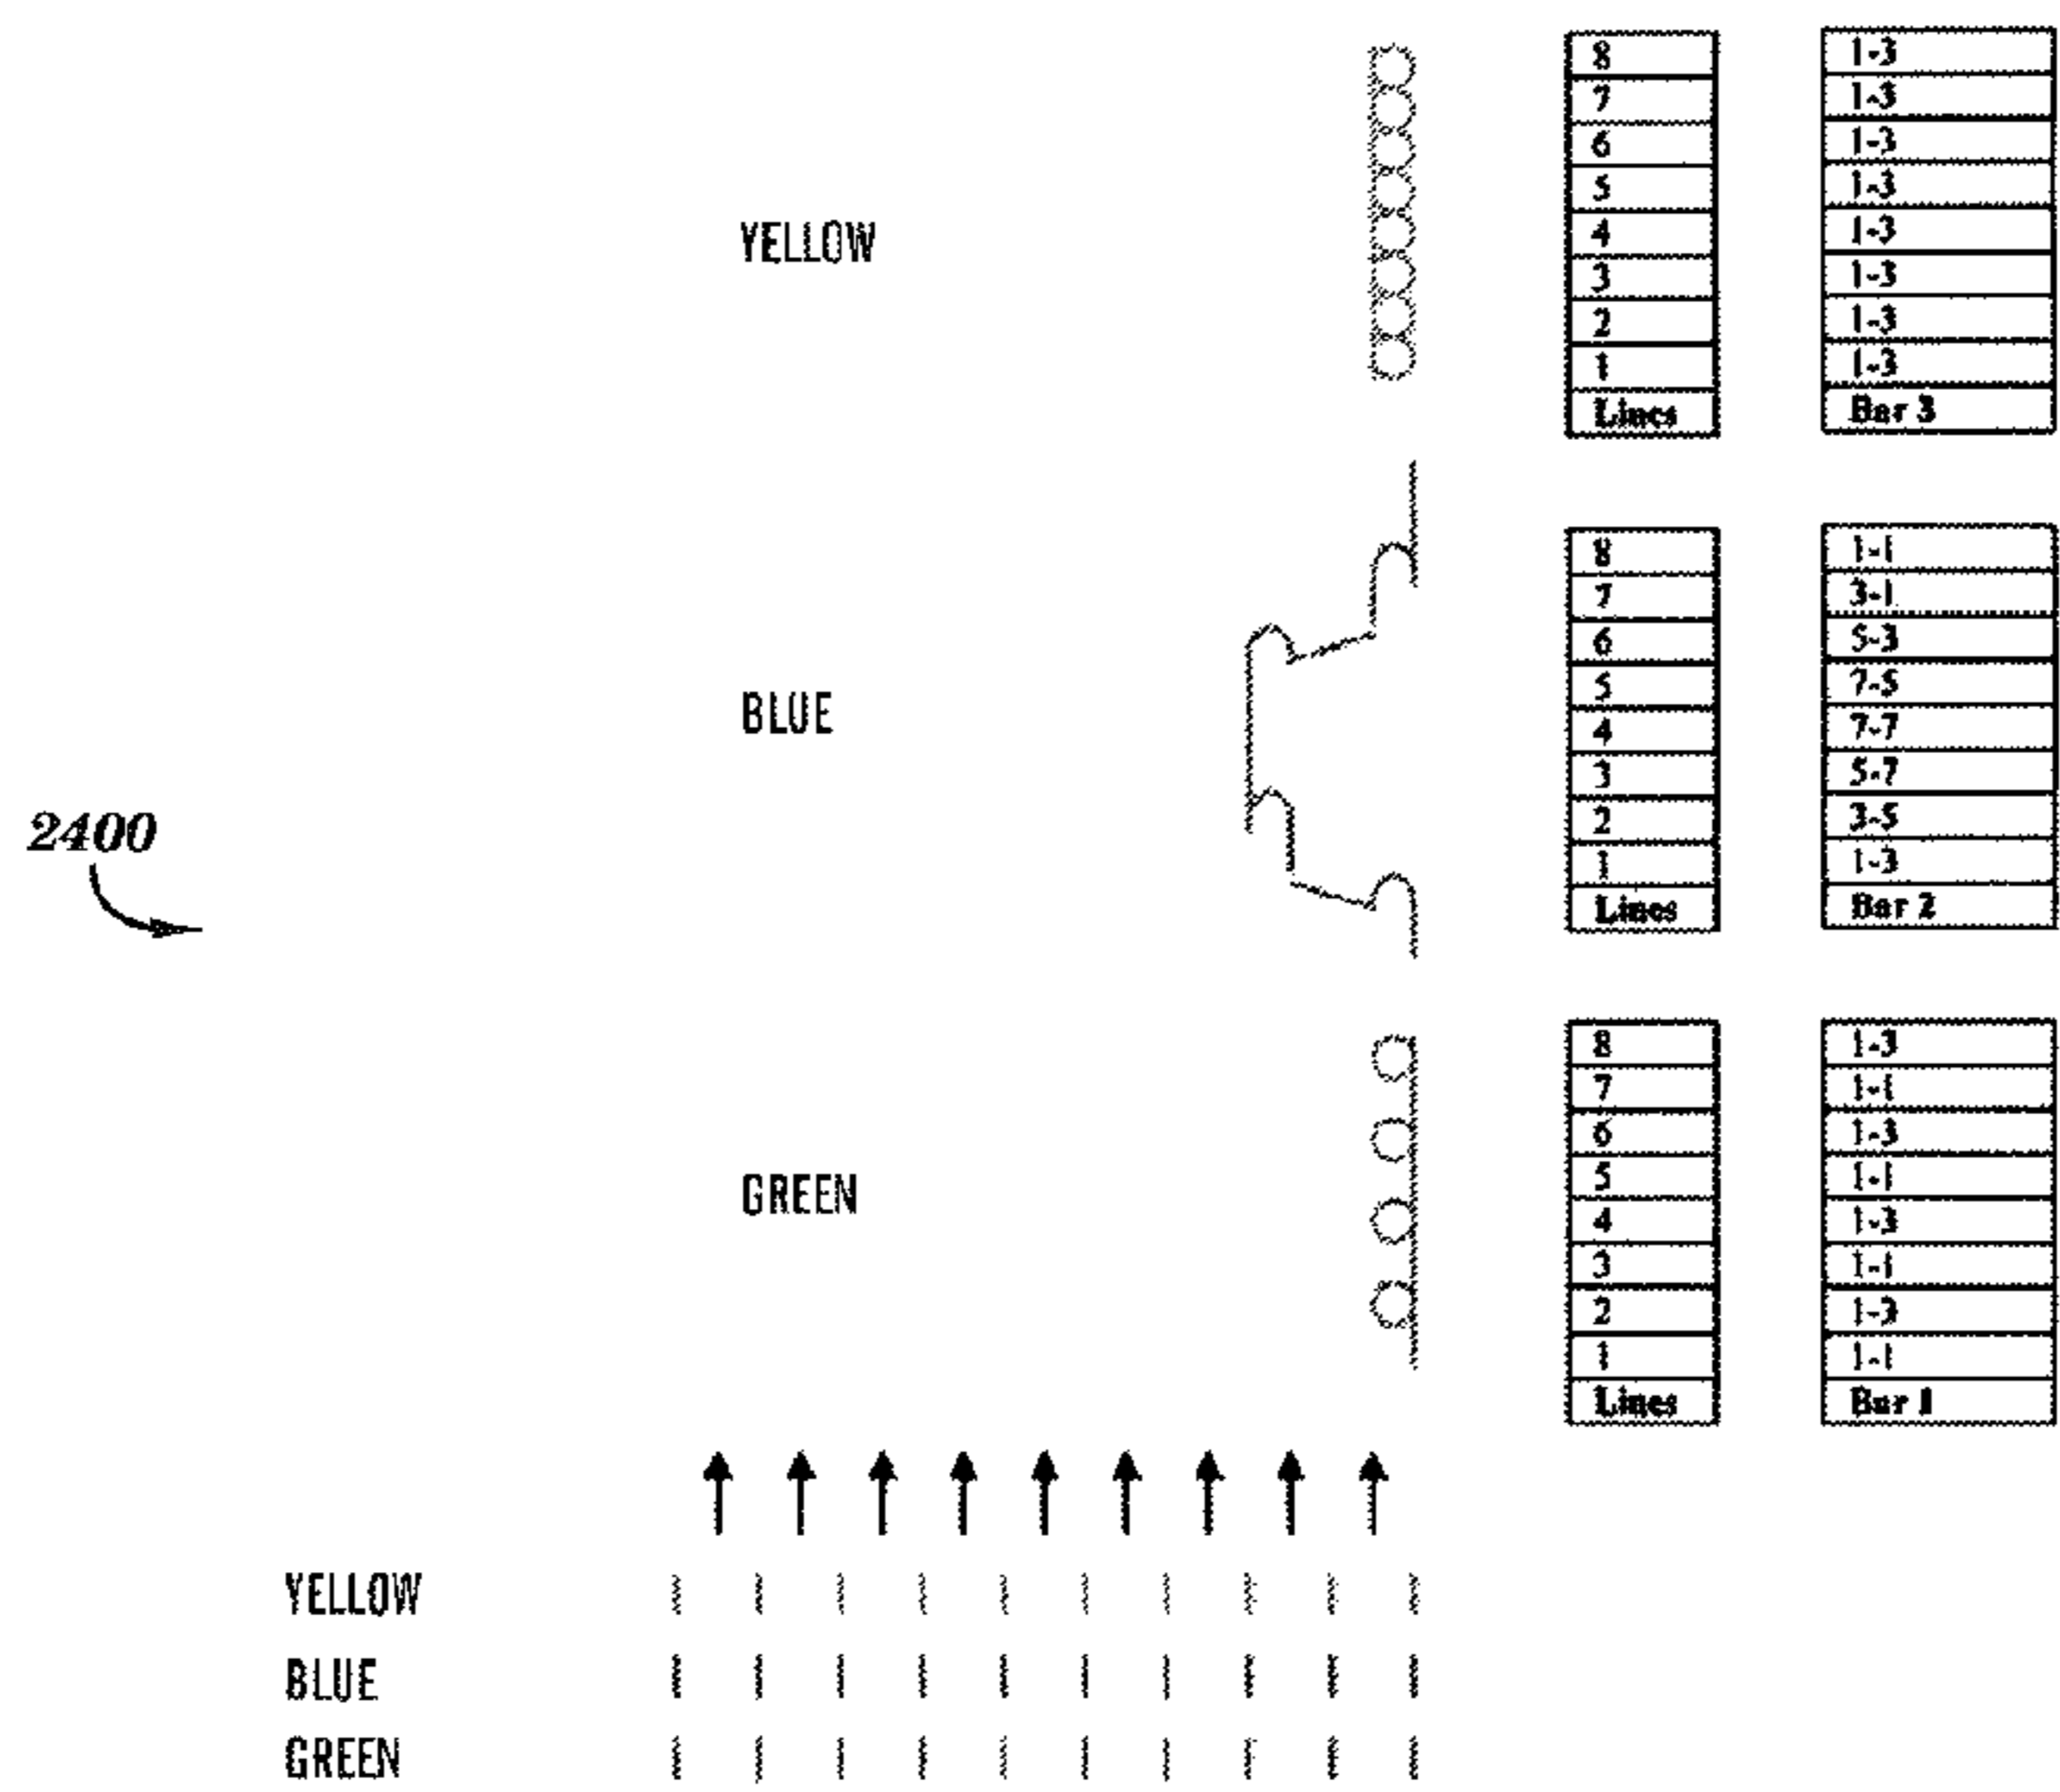 8 1-3
7 1-3
6 1-3
5 1-3
YELLOW 4 1-3
3 1-3
2 1-3
1 1-3
Lines Bar 3
8 1-1
7 3-1
6 5-3
BLUE 5 7-5
4 7-7
3 5-7
2400 2 3-5
1 1-3
Lines Bar 2
8 1-3
7 1-1
6 1-3
GREEN 5 1-1
4 1-3
3 1-1
2 1-3
1 1-1
Lines Bar 1
YELLOW
BLUE
GREEN